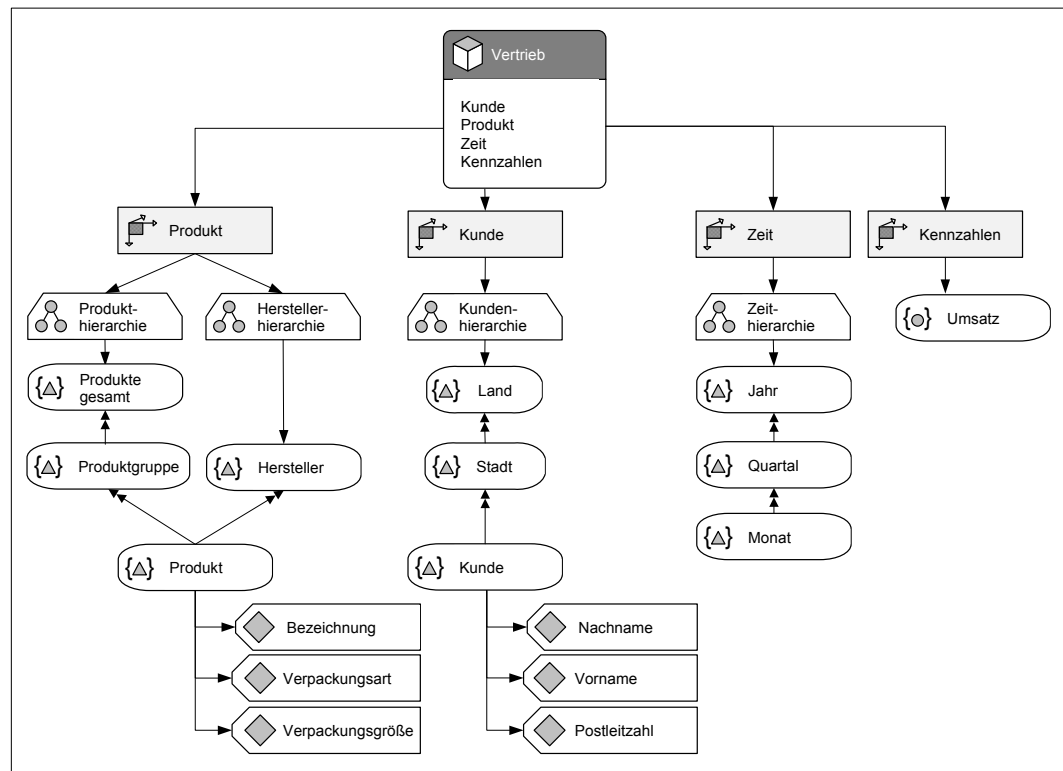 Vertrieb
Kunde
Produkt
Zeit
Kennzahlen
Produkt
Kunde
Zeit
Kennzahlen
Produkt-
hierarchie
Hersteller-
hierarchie
Kunden-
hierarchie
Zeit-
hierarchie
Umsatz
Produkte
gesamt
Land
Jahr
Produktgruppe
Hersteller
Stadt
Quartal
Monat
Produkt
Kunde
Bezeichnung
Nachname
Verpackungsart
Vorname
Verpackungsgröße
Postleitzahl